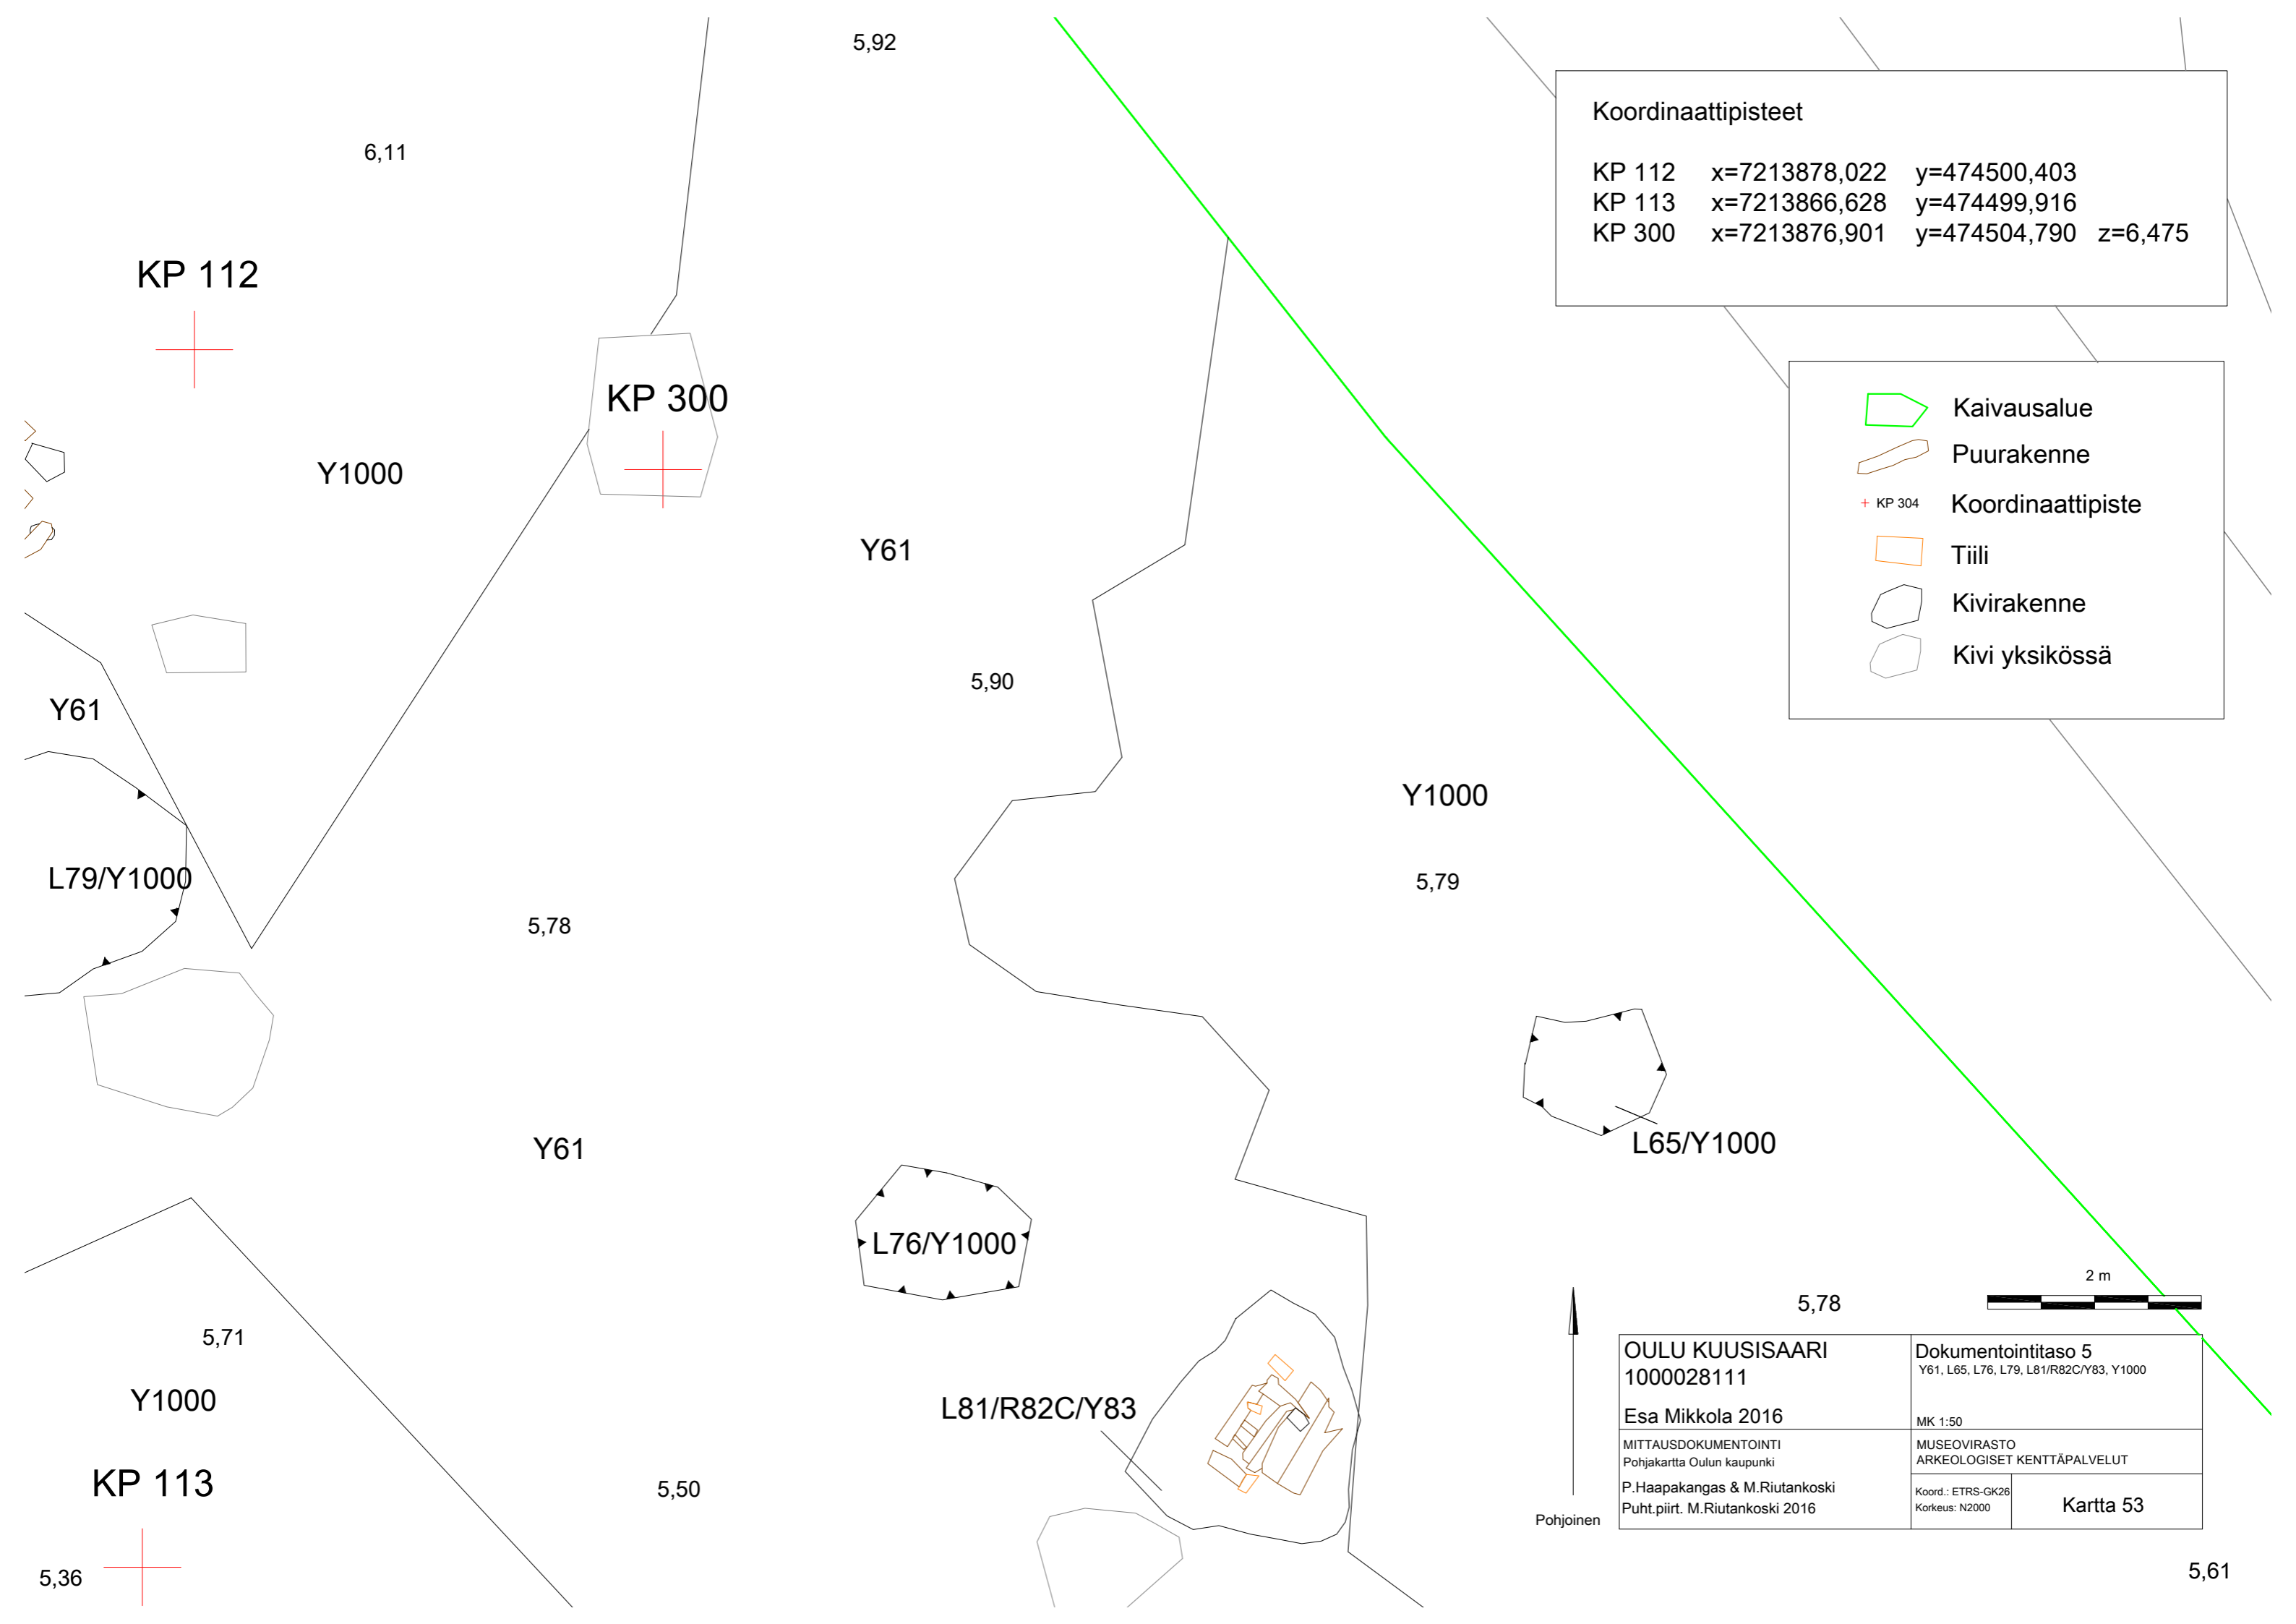 5,92
6,11
KP 112
KP 300
Y1000
Y61
5,90
Y61
Y1000
L79/Y1000
5,79
5,78
Y61
L65/Y1000
L76/Y1000
5,71
Y1000
L81/R82C/Y83
KP 113
5,50
5,36
5,78
5,61
Koordinaattipisteet
KP 112 x=7213878,022 y=474500,403
KP 113 x=7213866,628 y=474499,916
KP 300 x=7213876,901 y=474504,790 z=6,475
Kaivausalue
Puurakenne
KP 304 Koordinaattipiste
Tiili
Kivirakenne
Kivi yksikössä
2 m
Pohjoinen
OULU KUUSISAARI
1000028111
Esa Mikkola 2016
Dokumentointitaso 5
Y61, L65, L76, L79, L81/R82C/Y83, Y1000
MK 1:50
MITTAUSDOKUMENTOINTI
Pohjakartta Oulun kaupunki
P.Haapakangas & M.Riutankoski
Puht.piirt. M.Riutankoski 2016
MUSEOVIRASTO
ARKEOLOGISET KENTTÄPALVELUT
Koord.: ETRS-GK26
Korkeus: N2000
Kartta 53